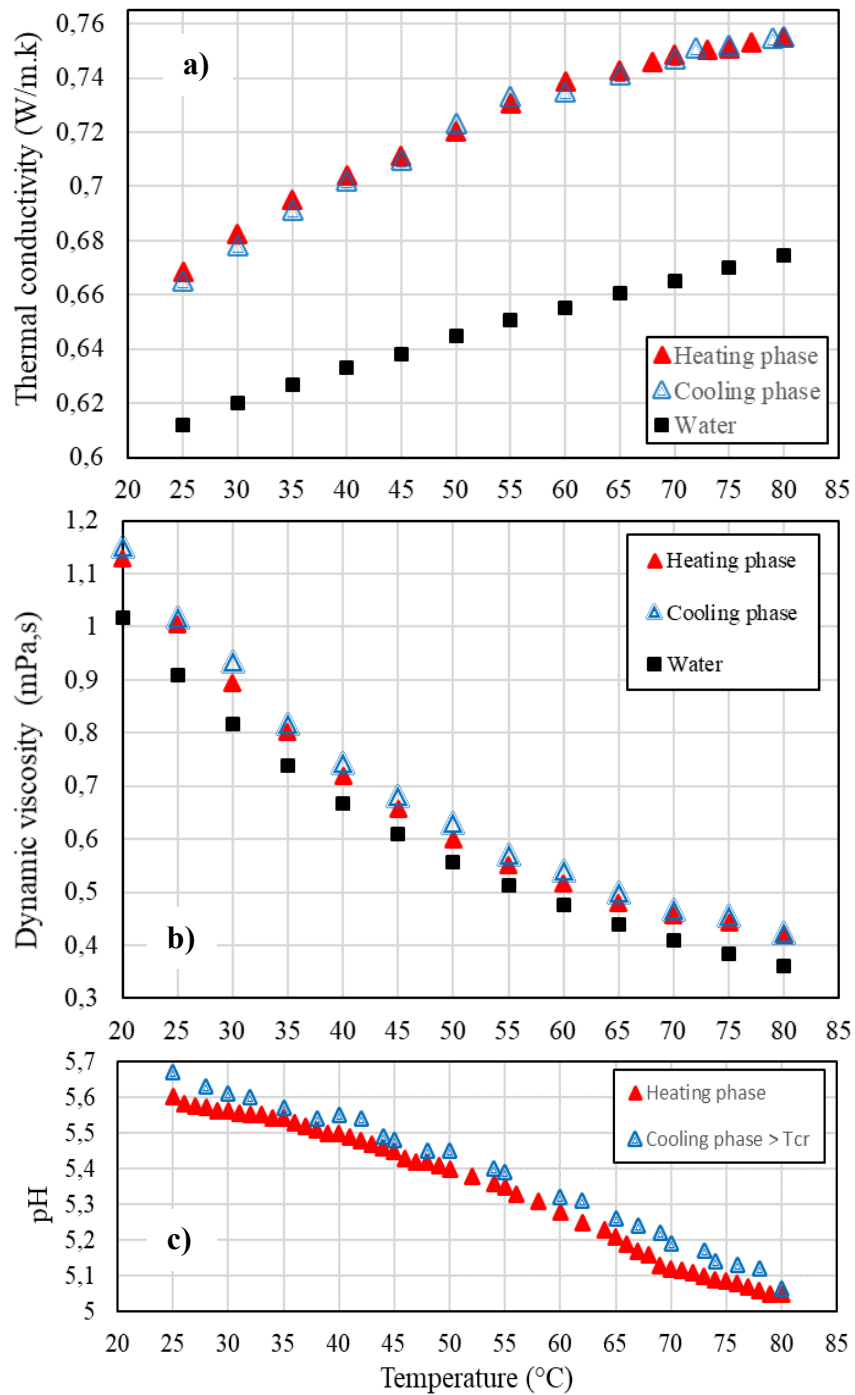 a)
Thermal conductivity (W/m.k)
0,76
0,74
0,72
0,7
0,68
0,66
0,64
0,62
0,6
Heating phase
Cooling phase
Water
20 25 30 35 40 45 50 55 60 65 70 75 80 85
b)
Dynamic viscosity (mPa,s)
1,2
1,1
1
0,9
0,8
0,7
0,6
0,5
0,4
0,3
Heating phase
Cooling phase
Water
20 25 30 35 40 45 50 55 60 65 70 75 80 85
c)
pH
5,7
5,6
5,5
5,4
5,3
5,2
5,1
5
Heating phase
Cooling phase > Tcr
20 25 30 35 40 45 50 55 60 65 70 75 80 85
Temperature (°C)